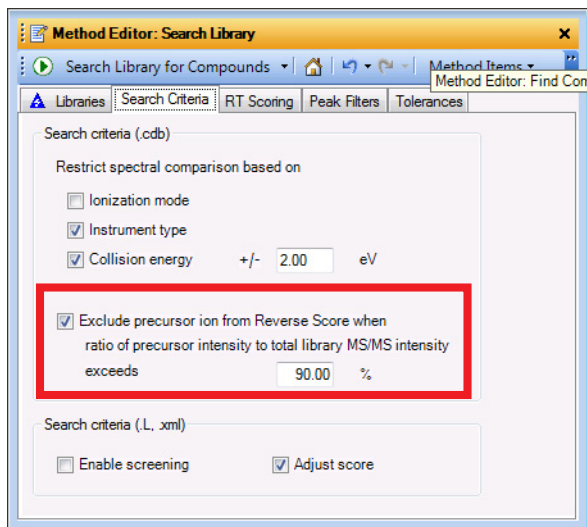 Method Editor: Search Library
Search Library for Compounds Method Items
Method Editor: Find Com
Libraries Search Criteria RT Scoring Peak Filters Tolerances
Search criteria (.cdb)
Restrict spectral comparison based on
Ionization mode
Instrument type
Collision energy +/- 2.00 eV
Exclude precursor ion from Reverse Score when
ratio of precursor intensity to total library MS/MS intensity
exceeds 90.00 %
Search criteria (.L, .xml)
Enable screening Adjust score